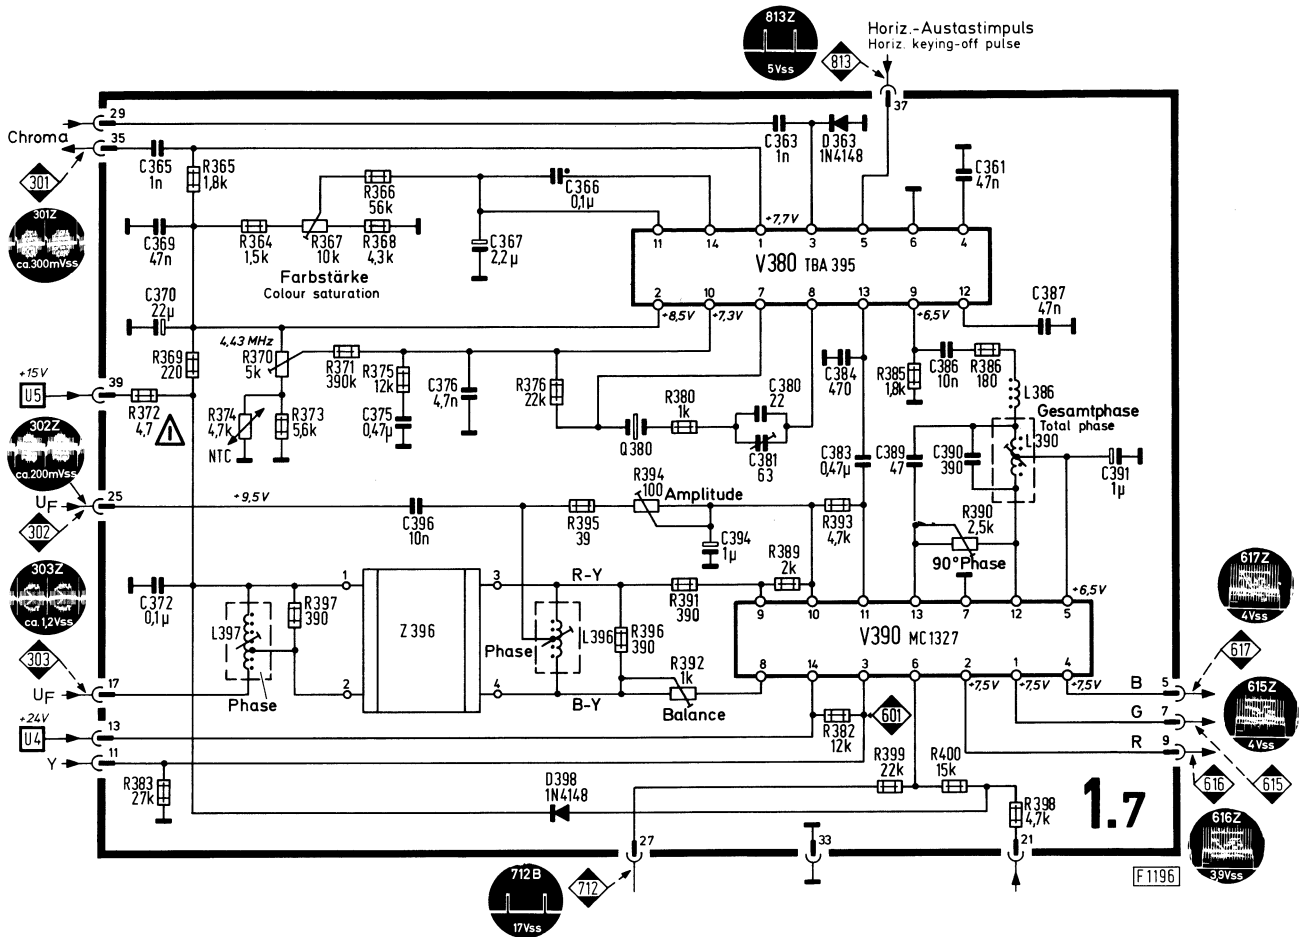 813Z
5Vss
813
Horiz.-Austastimpuls
Horiz. keying-off pulse
37
29
Chroma
35
301
301Z
ca.300mVss
C365
1n
R365
1,8k
C363
1n
D363
1N4148
C361
47n
R366
56k
C366
0,1µ
C369
47n
R364
1,5k
R367
10k
R368
4,3k
C367
2,2µ
Farbstärke
Colour saturation
+7,7V
11
14
1
3
5
6
4
V380 TBA395
2
10
7
8
13
9
12
+8,5V
+7,3V
+6,5V
C370
22µ
C387
47n
4,43 MHz
R369
220
R370
5k
R371
390k
R375
12k
C376
4,7n
R376
22k
C384
470
R385
1,8k
C386
10n
R386
180
L386
+15V
U5
39
R372
4,7
R374
4,7k
NTC
R373
5,6k
C375
0,47µ
Q380
R380
1k
C380
22
C381
63
Gesamtphase
Total phase
L390
C383
0,47µ
C389
47
C390
390
C391
1µ
302Z
ca.200mVss
UF
25
302
+9,5V
C396
10n
R395
39
R394
100
Amplitude
C394
1µ
R393
4,7k
R390
2,5k
90°Phase
R389
2k
303Z
ca.1,2Vss
303
C372
0,1µ
L397
R397
390
Phase
1
2
Z396
3
4
R-Y
B-Y
Phase
L396
R396
390
R391
390
R392
1k
Balance
+6,5V
9
10
11
13
7
12
5
V390 MC1327
8
14
3
6
2
1
4
+7,5V
+7,5V
+7,5V
617Z
4Vss
617
B
5
G
7
R
9
615Z
4Vss
615
616
616Z
3,9Vss
17
UF
+24V
U4
13
11
Y
R383
27k
R382
12k
601
R399
22k
R400
15k
D398
1N4148
R398
4,7k
1.7
27
33
21
712B
17Vss
712
F1196